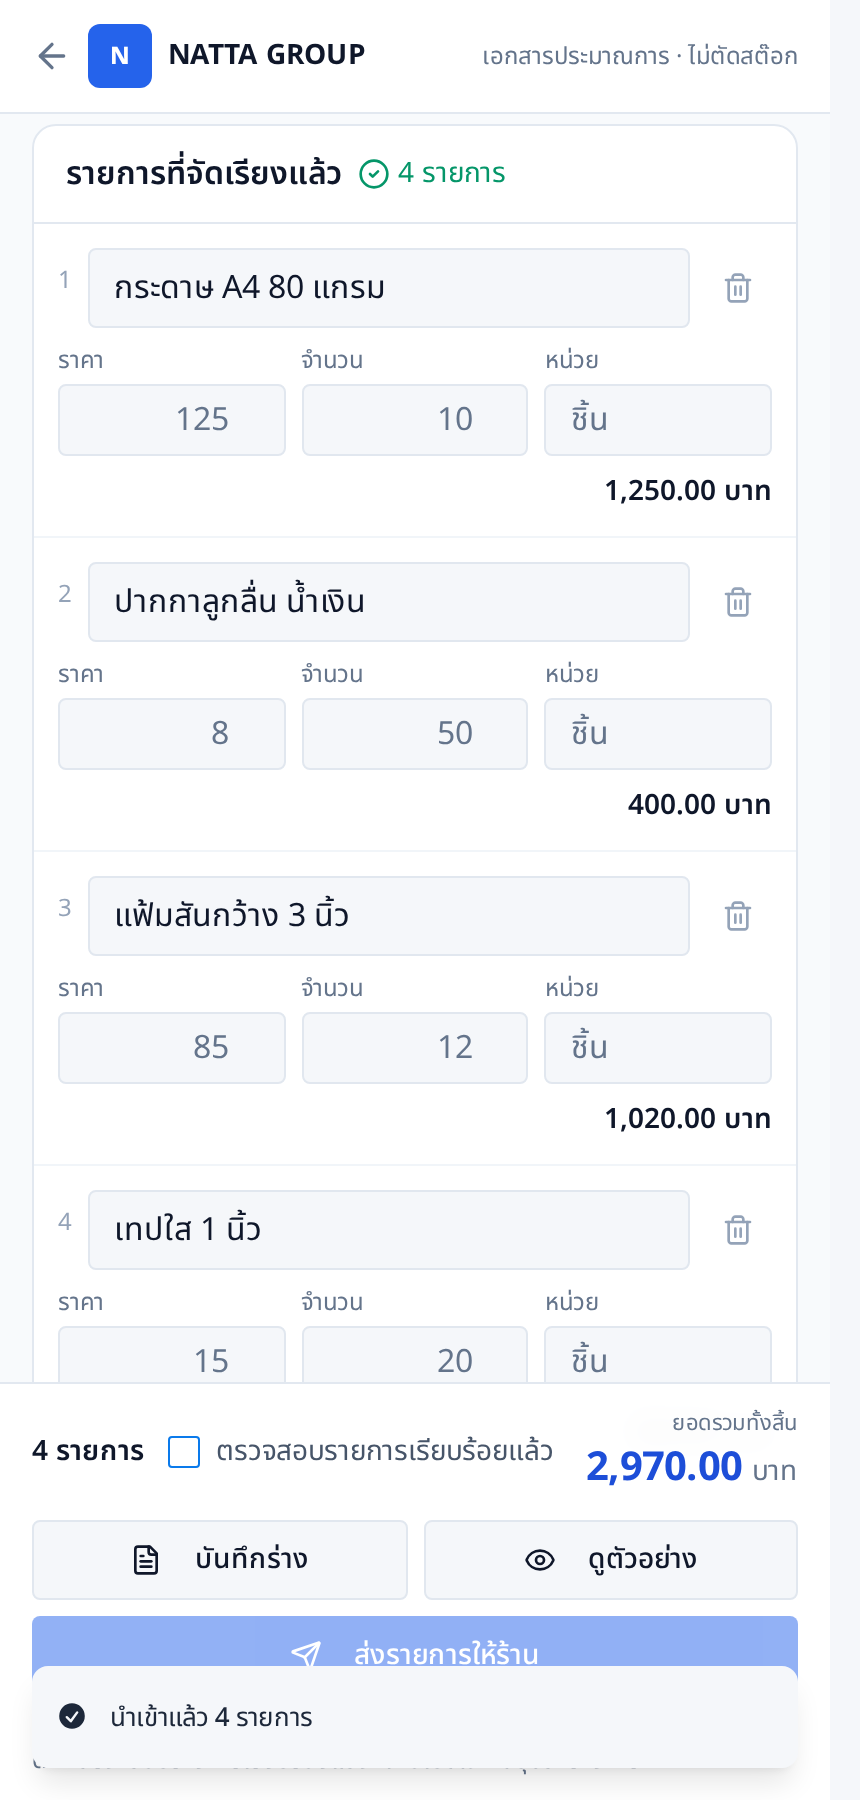 N NATTA GROUP เอกสารประมาณการ · ไม่ตัดสต๊อก
รายการที่จัดเรียงแล้ว 4 รายการ
1 กระดาษ A4 80 แกรม
ราคา จำนวน หน่วย
125 10 ชิ้น
1,250.00 บาท
2 ปากกาลูกลื่น น้ำเงิน
ราคา จำนวน หน่วย
8 50 ชิ้น
400.00 บาท
3 แฟ้มสันกว้าง 3 นิ้ว
ราคา จำนวน หน่วย
85 12 ชิ้น
1,020.00 บาท
4 เทปใส 1 นิ้ว
ราคา จำนวน หน่วย
15 20 ชิ้น
ยอดรวมทั้งสิ้น
4 รายการ ตรวจสอบรายการเรียบร้อยแล้ว 2,970.00 บาท
บันทึกร่าง ดูตัวอย่าง
ส่งรายการให้ร้าน
นำเข้าแล้ว 4 รายการ